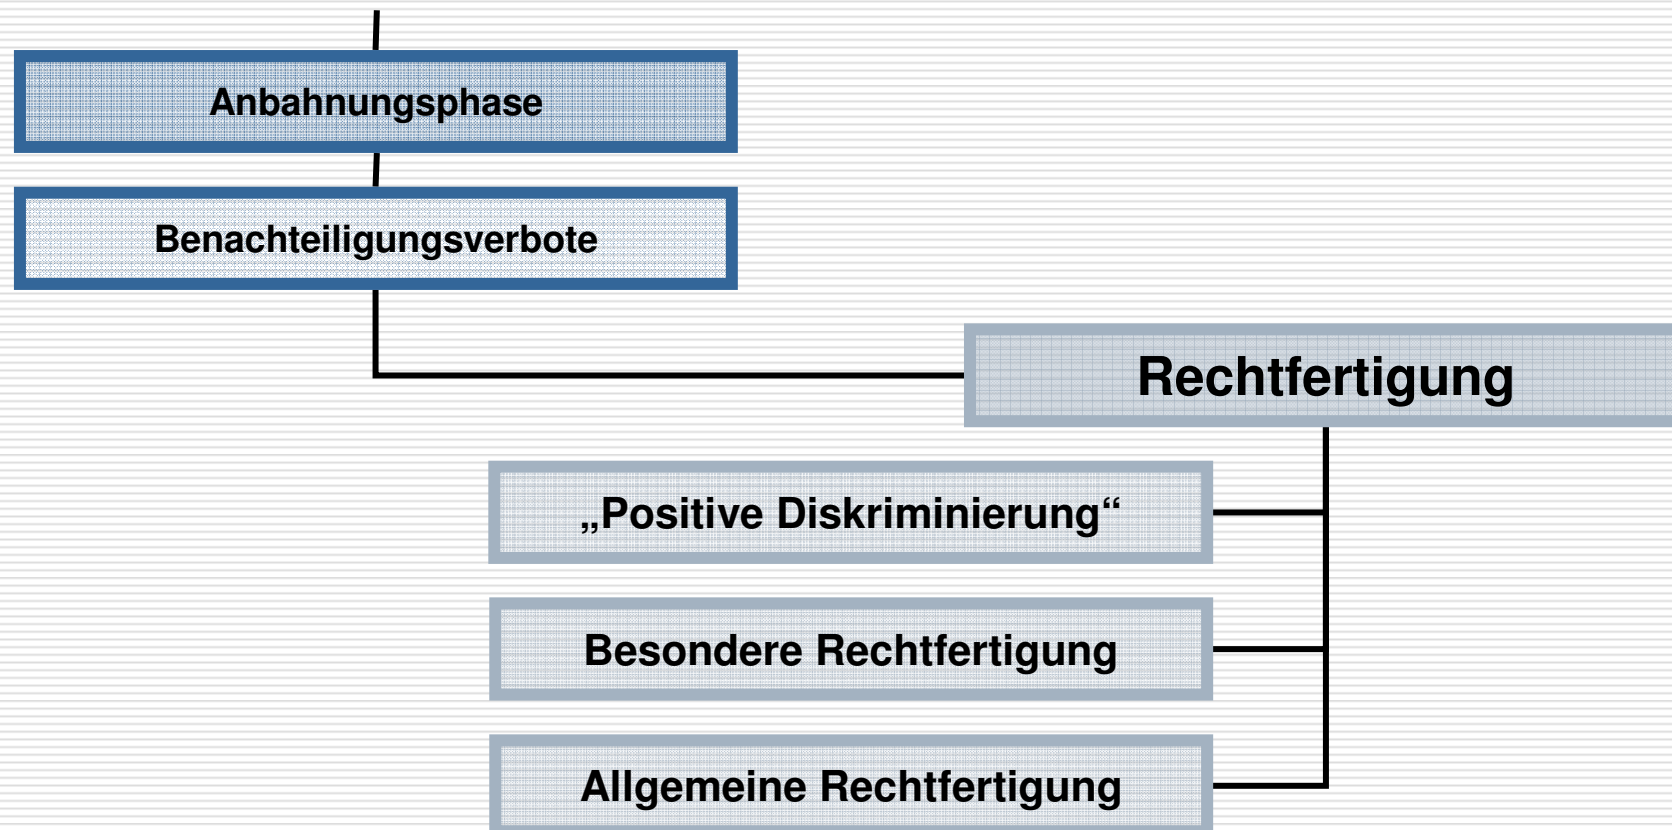 Anbahnungsphase
Benachteiligungsverbote
Rechtfertigung
„Positive Diskriminierung“
Besondere Rechtfertigung
Allgemeine Rechtfertigung